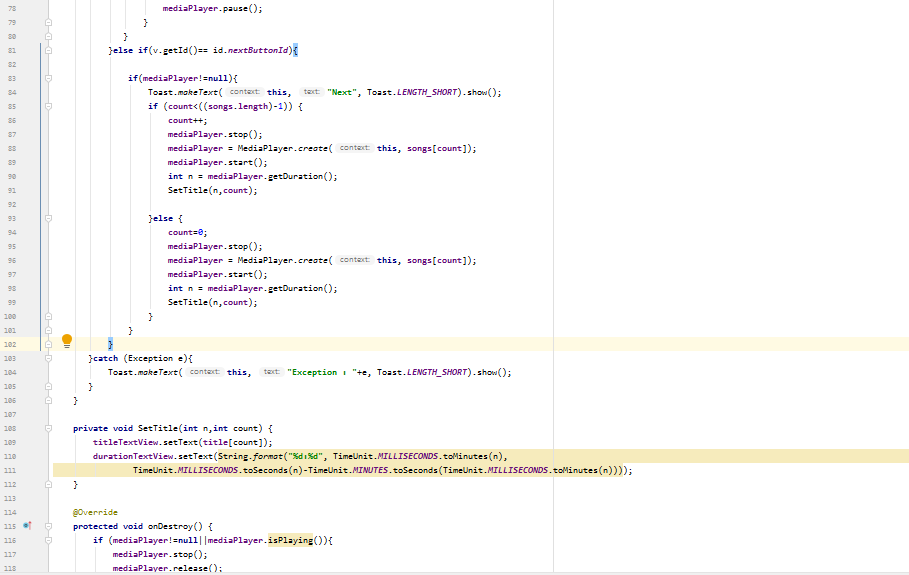 78 mediaPlayer.pause();
79 }
80 }
81 }else if(v.getId()== id.nextButtonId){
82
83 if(mediaPlayer!=null){
84 Toast.makeText( context: this, text: "Next", Toast.LENGTH_SHORT).show();
85 if (count<((songs.length)-1)) {
86 count++;
87 mediaPlayer.stop();
88 mediaPlayer = MediaPlayer.create( context: this, songs[count]);
89 mediaPlayer.start();
90 int n = mediaPlayer.getDuration();
91 SetTitle(n,count);
92
93 }else {
94 count=0;
95 mediaPlayer.stop();
96 mediaPlayer = MediaPlayer.create( context: this, songs[count]);
97 mediaPlayer.start();
98 int n = mediaPlayer.getDuration();
99 SetTitle(n,count);
100 }
101 }
102 }
103 }catch (Exception e){
104 Toast.makeText( context: this, text: "Exception : "+e, Toast.LENGTH_SHORT).show();
105 }
106 }
107
108 private void SetTitle(int n,int count) {
109 titleTextView.setText(title[count]);
110 durationTextView.setText(String.format("%d:%d", TimeUnit.MILLISECONDS.toMinutes(n),
111 TimeUnit.MILLISECONDS.toSeconds(n)-TimeUnit.MINUTES.toSeconds(TimeUnit.MILLISECONDS.toMinutes(n))));
112 }
113
114 @Override
115 protected void onDestroy() {
116 if (mediaPlayer!=null||mediaPlayer.isPlaying()){
117 mediaPlayer.stop();
118 mediaPlayer.release();